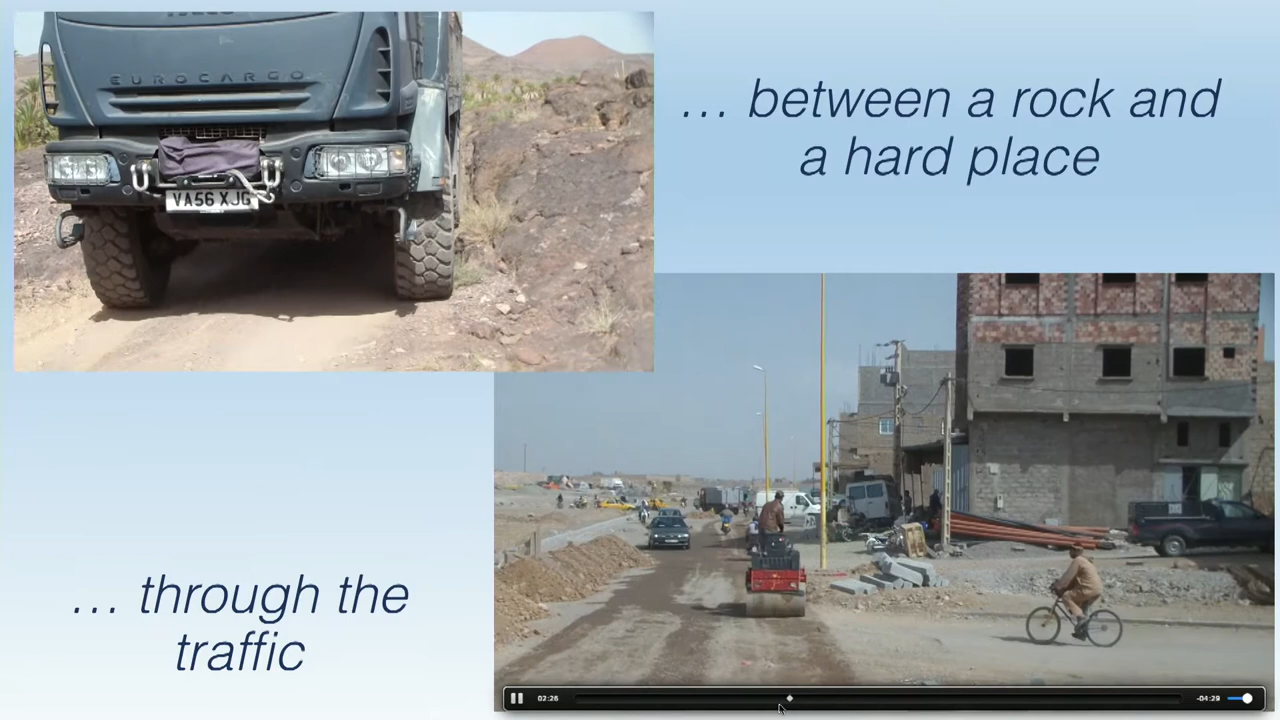 EUROCARGO
VA56 XJG
… between a rock and
a hard place
… through the
traffic
02:26
-04:29